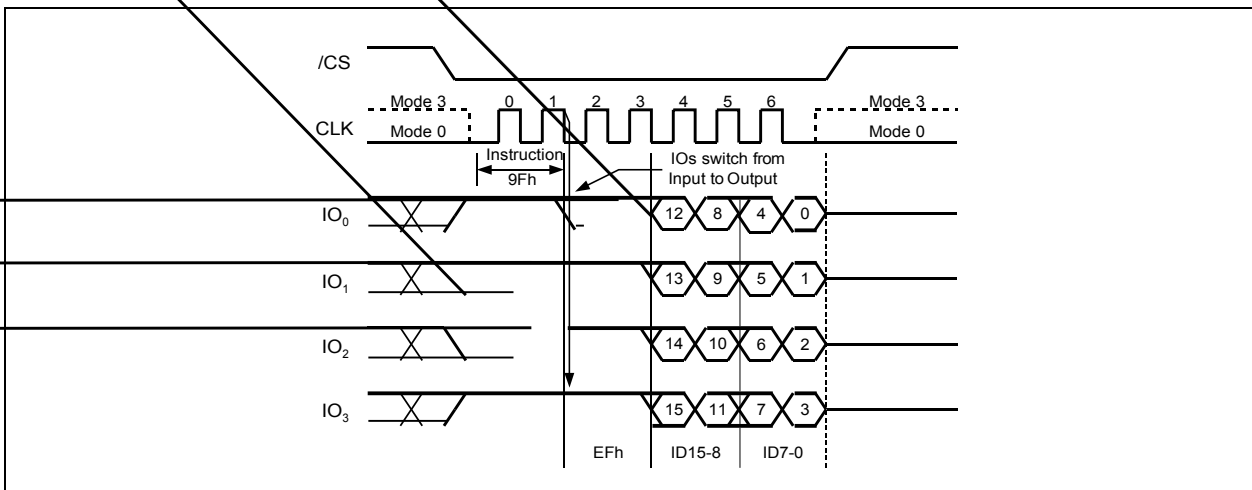 /CS
Mode 3 0 1 2 3 4 5 6 Mode 3
CLK Mode 0 Mode 0
Instruction IOs switch from
9Fh Input to Output
IO0 12 8 4 0
IO1 13 9 5 1
IO2 14 10 6 2
IO3 15 11 7 3
EFh ID15-8 ID7-0